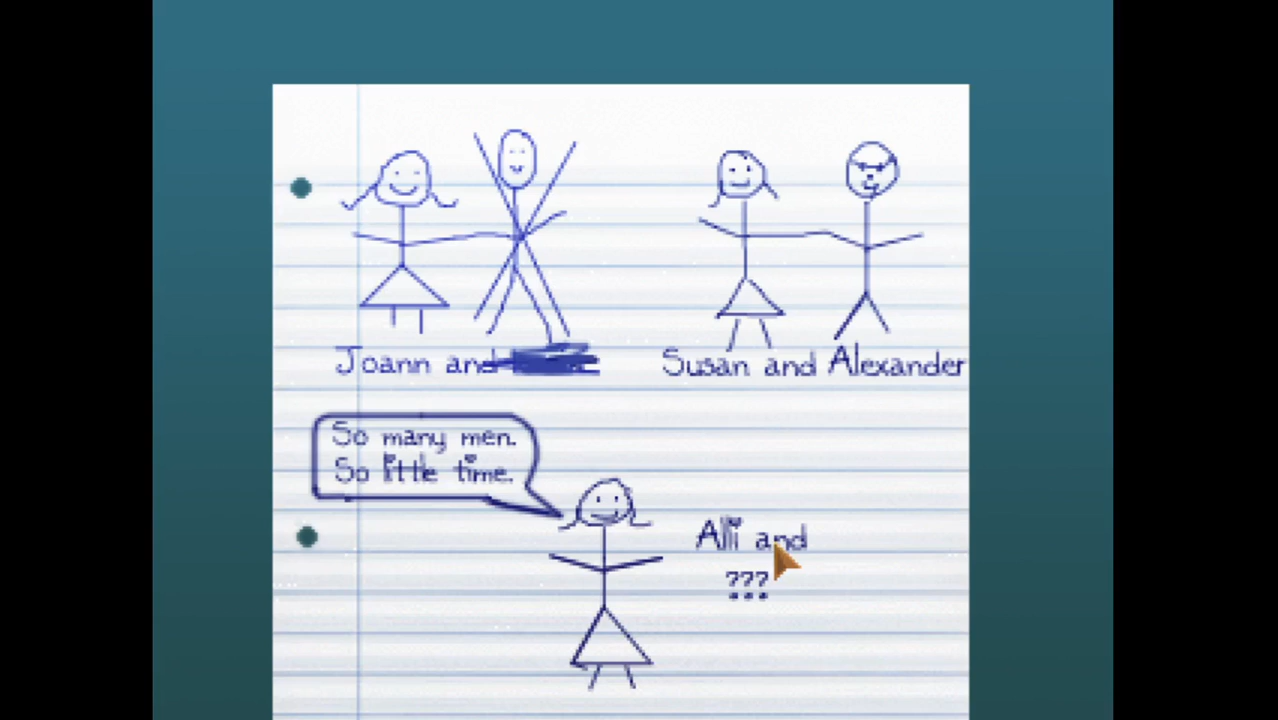 Joann and
Susan and Alexander
So many men.
So little time.
Alli and
???